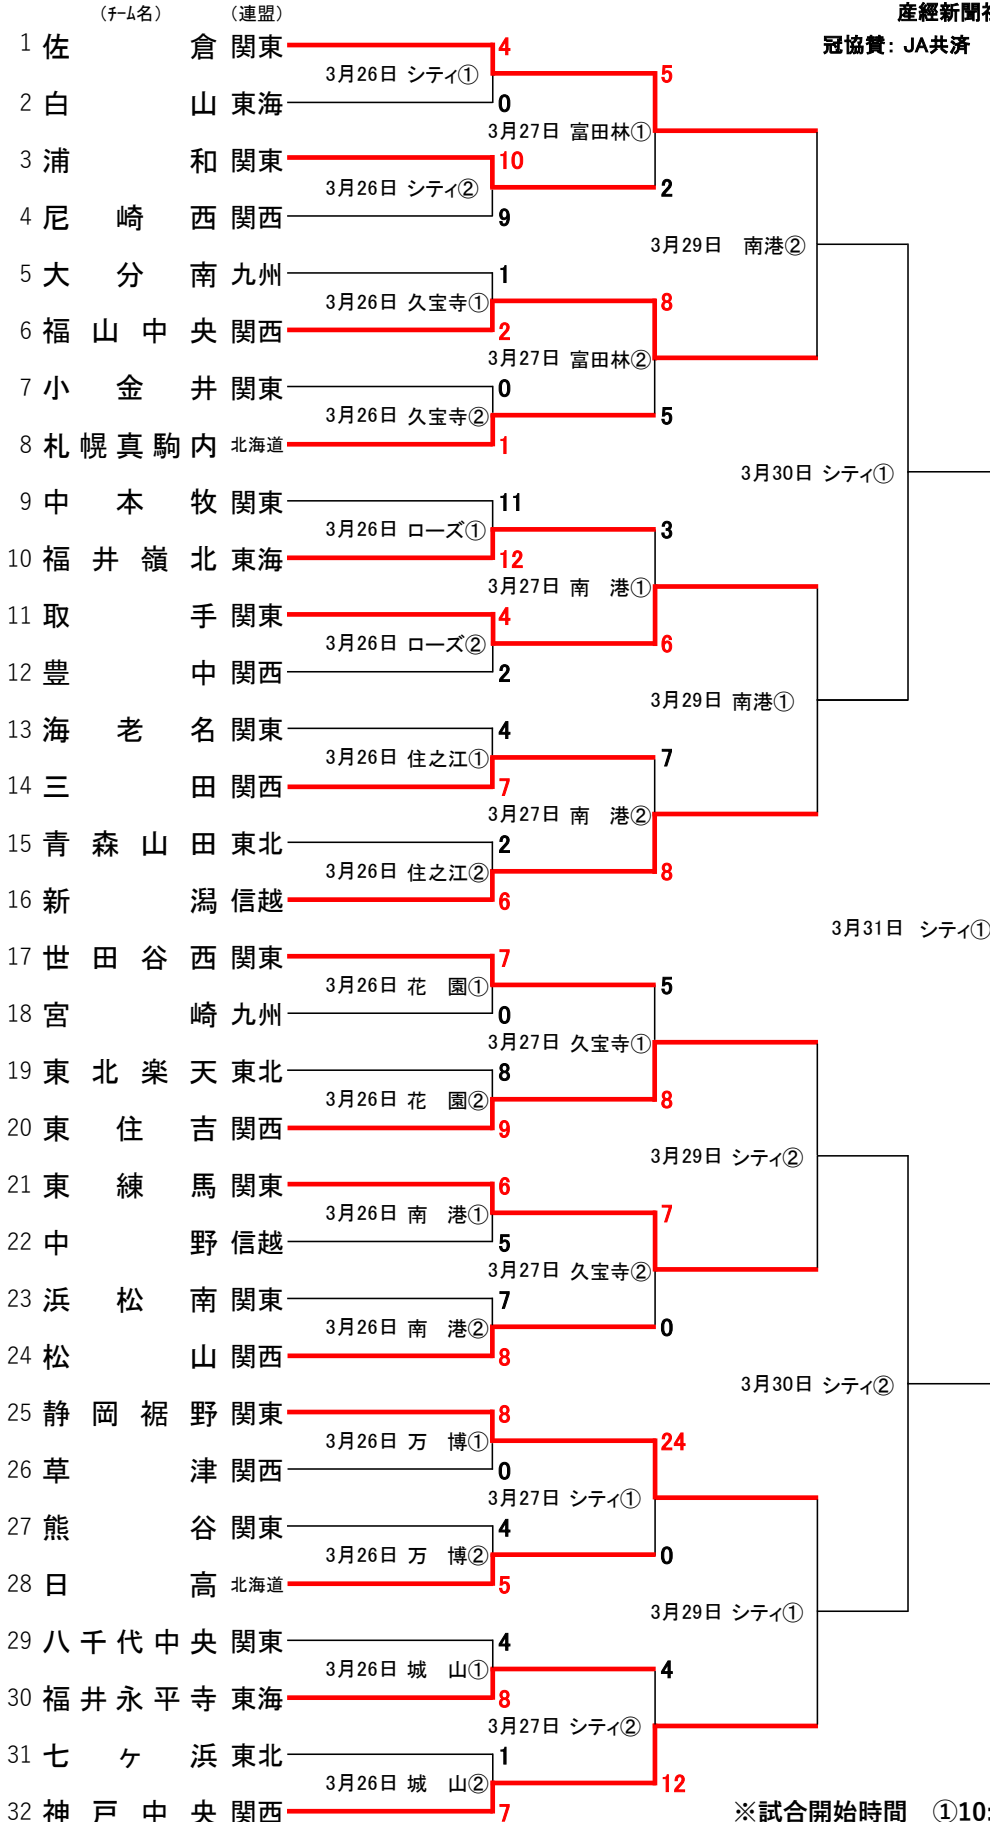 (ﾁｰﾑ名) (連盟) 産經新聞社
冠協賛: JA共済
1 佐倉 関東 4
3月26日 シティ① 5
2 白山 東海 0
3月27日 富田林①
3 浦和 関東 10
3月26日 シティ② 2
4 尼崎西 関西 9
3月29日 南港②
5 大分南 九州 1
3月26日 久宝寺① 8
6 福山中央 関西 2
3月27日 富田林②
7 小金井 関東 0
3月26日 久宝寺② 5
8 札幌真駒内 北海道 1
3月30日 シティ①
9 中本牧 関東 11
3月26日 ローズ① 3
10 福井嶺北 東海 12
3月27日 南港①
11 取手 関東 4
3月26日 ローズ② 6
12 豊中 関西 2
3月29日 南港①
13 海老名 関東 4
3月26日 住之江① 7
14 三田 関西 7
3月27日 南港②
15 青森山田 東北 2
3月26日 住之江② 8
16 新潟 信越 6
3月31日 シティ①
17 世田谷西 関東 7
3月26日 花園① 5
18 宮崎 九州 0
3月27日 久宝寺①
19 東北楽天 東北 8
3月26日 花園② 8
20 東住吉 関西 9
3月29日 シティ②
21 東練馬 関東 6
3月26日 南港① 7
22 中野 信越 5
3月27日 久宝寺②
23 浜松南 関東 7
3月26日 南港② 0
24 松山 関西 8
3月30日 シティ②
25 静岡裾野 関東 8
3月26日 万博① 24
26 草津 関西 0
3月27日 シティ①
27 熊谷 関東 4
3月26日 万博② 0
28 日高 北海道 5
3月29日 シティ①
29 八千代中央 関東 4
3月26日 城山① 4
30 福井永平寺 東海 8
3月27日 シティ②
31 七ヶ浜 東北 1
3月26日 城山② 12
32 神戸中央 関西 7
※試合開始時間 ①10: